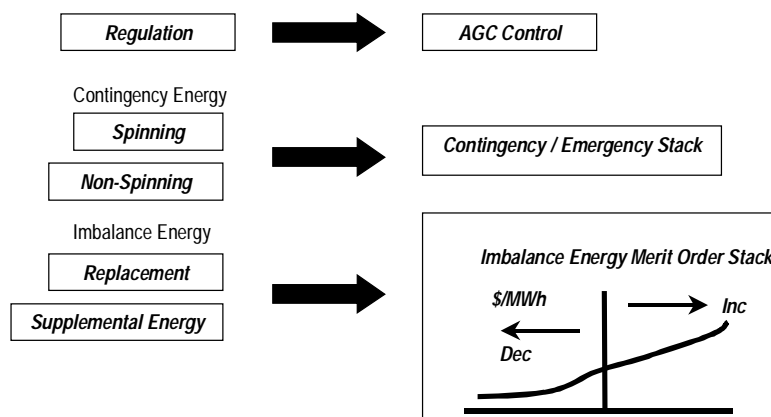 Regulation
AGC Control
Contingency Energy
Spinning
Non-Spinning
Contingency / Emergency Stack
Imbalance Energy
Replacement
Supplemental Energy
Imbalance Energy Merit Order Stack
$/MWh
Inc
Dec